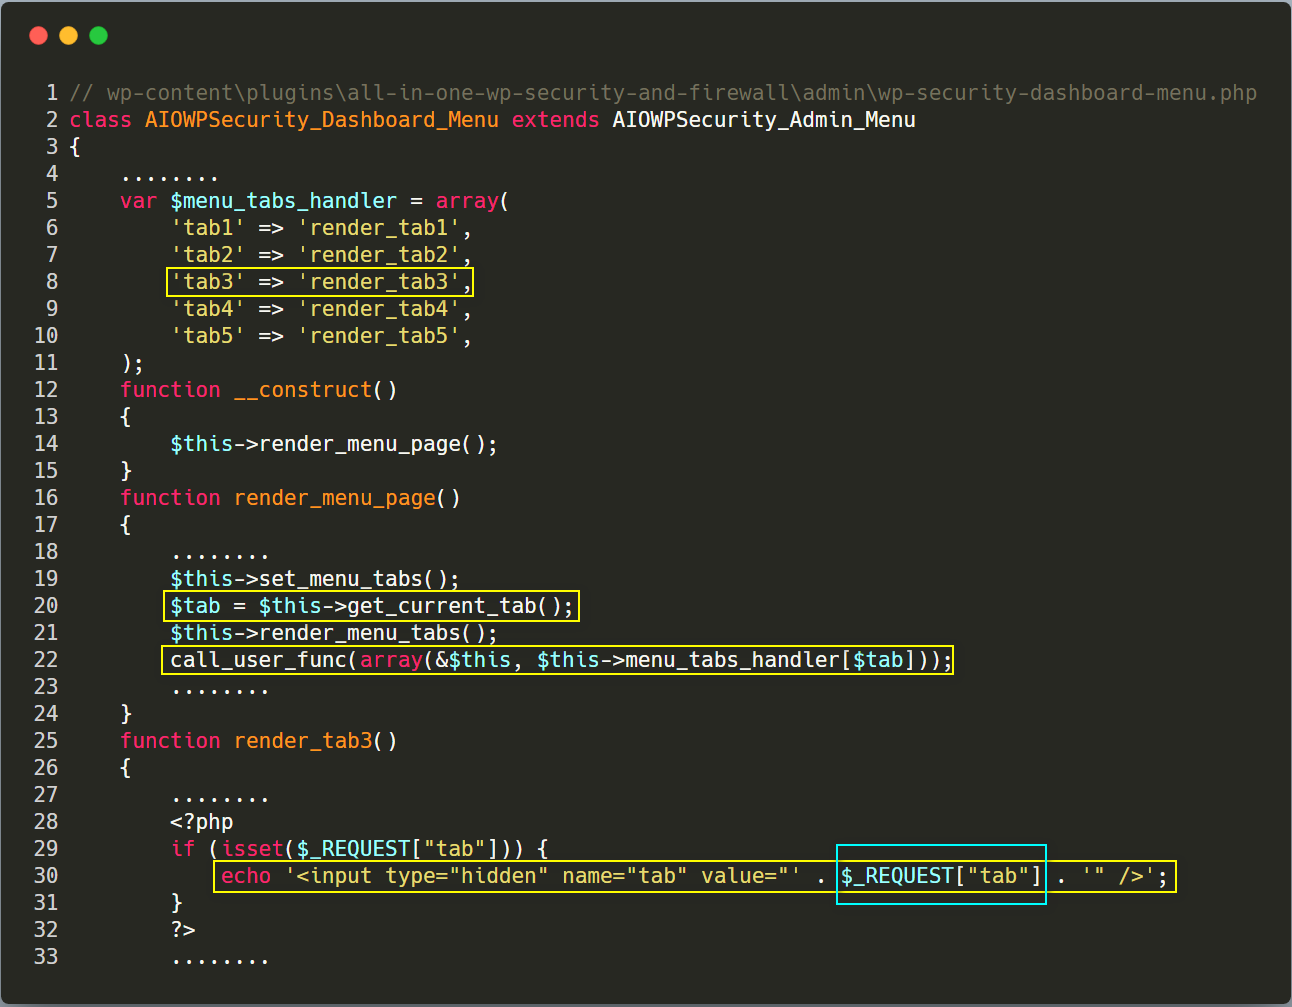 1 // wp-content\plugins\all-in-one-wp-security-and-firewall\admin\wp-security-dashboard-menu.php
2 class AIOWPSecurity_Dashboard_Menu extends AIOWPSecurity_Admin_Menu
3 {
4     ........
5     var $menu_tabs_handler = array(
6         'tab1' => 'render_tab1',
7         'tab2' => 'render_tab2',
8         'tab3' => 'render_tab3',
9         'tab4' => 'render_tab4',
10         'tab5' => 'render_tab5',
11     );
12     function __construct()
13     {
14         $this->render_menu_page();
15     }
16     function render_menu_page()
17     {
18         ........
19         $this->set_menu_tabs();
20         $tab = $this->get_current_tab();
21         $this->render_menu_tabs();
22         call_user_func(array(&$this, $this->menu_tabs_handler[$tab]));
23         ........
24     }
25     function render_tab3()
26     {
27         ........
28         <?php
29         if (isset($_REQUEST["tab"])) {
30             echo '<input type="hidden" name="tab" value="' . $_REQUEST["tab"] . '" />';
31         }
32         ?>
33         ........